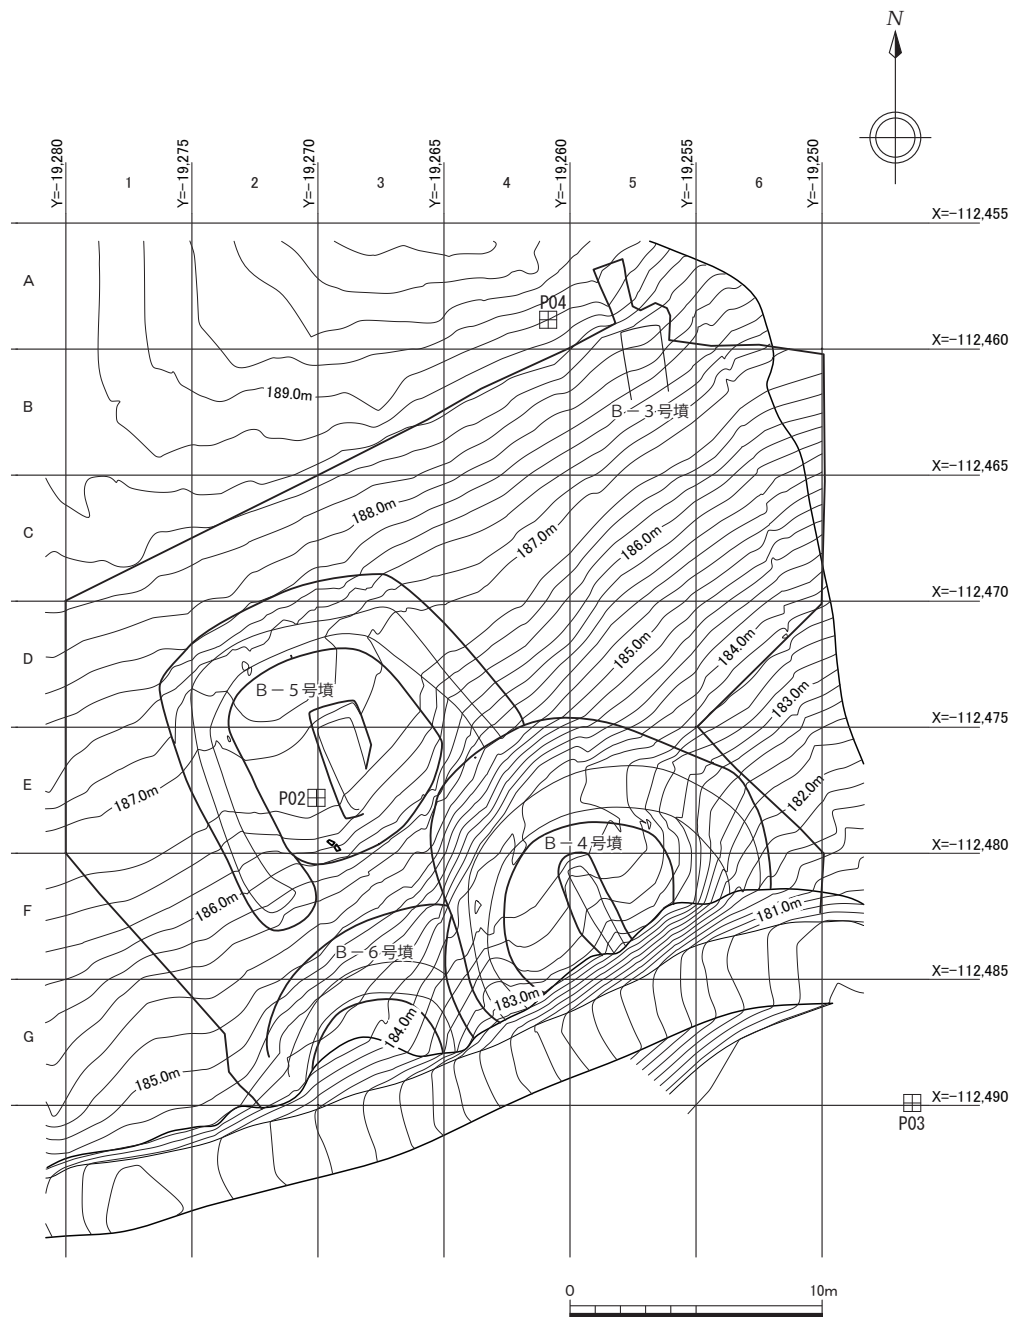 N
Y=-19,280
Y=-19,275
Y=-19,270
Y=-19,265
Y=-19,260
Y=-19,255
Y=-19,250
1
2
3
4
5
6
X=-112,455
A
P04
X=-112,460
189.0m
B
B－3号墳
X=-112,465
188.0m
C
187.0m
186.0m
X=-112,470
D
185.0m
184.0m
B－5号墳
183.0m
X=-112,475
E
187.0m
P02
182.0m
B－4号墳
X=-112,480
186.0m
F
181.0m
B－6号墳
X=-112,485
183.0m
184.0m
G
185.0m
X=-112,490
P03
0
10m